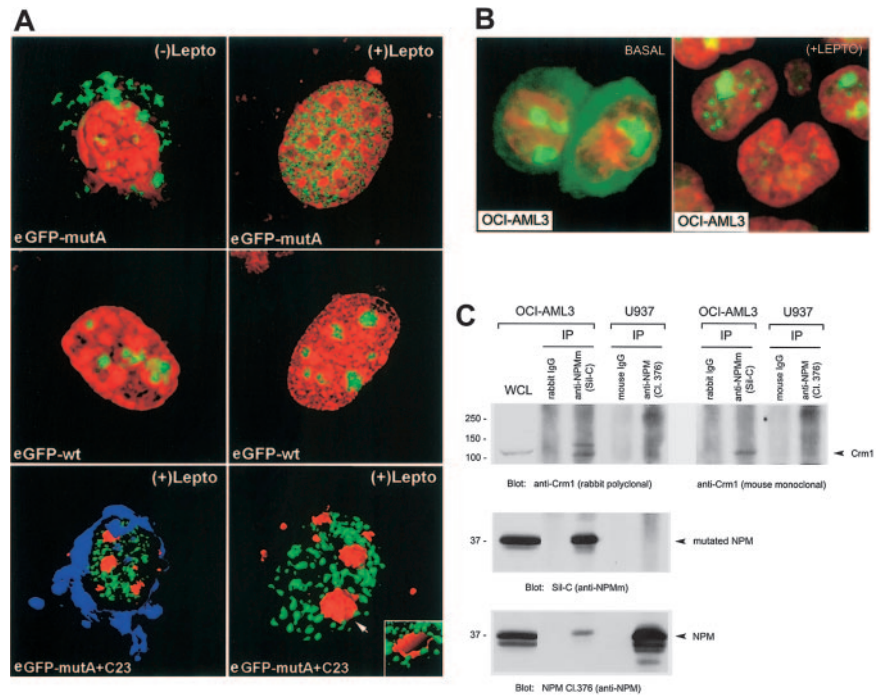 A
(-)Lepto
(+)Lepto
eGFP-mutA
eGFP-mutA
eGFP-wt
eGFP-wt
(+)Lepto
(+)Lepto
eGFP-mutA+C23
eGFP-mutA+C23
B
BASAL
(+LEPTO)
OCI-AML3
OCI-AML3
C
OCI-AML3
U937
OCI-AML3
U937
IP
IP
IP
IP
WCL
rabbit IgG
anti-NPMm
(Sil-C)
mouse IgG
anti-NPM
(Cl.376)
rabbit IgG
anti-NPMm
(Sil-C)
mouse IgG
anti-NPM
(Cl.376)
250 -
150 -
100 -
Crm1
Blot: anti-Crm1 (rabbit polyclonal)
anti-Crm1 (mouse monoclonal)
37 -
mutated NPM
Blot: Sil-C (anti-NPMm)
37 -
NPM
Blot: NPM Cl.376 (anti-NPM)